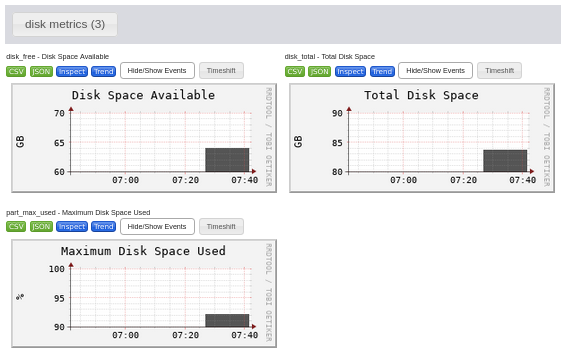 disk metrics (3)
disk_free - Disk Space Available
CSV JSON Inspect Trend Hide/Show Events Timeshift
Disk Space Available
GB
70
65
60
07:00 07:20 07:40
RRDTOOL / TOBI OETIKER
disk_total - Total Disk Space
CSV JSON Inspect Trend Hide/Show Events Timeshift
Total Disk Space
GB
90
85
80
07:00 07:20 07:40
RRDTOOL / TOBI OETIKER
part_max_used - Maximum Disk Space Used
CSV JSON Inspect Trend Hide/Show Events Timeshift
Maximum Disk Space Used
%
100
95
90
07:00 07:20 07:40
RRDTOOL / TOBI OETIKER